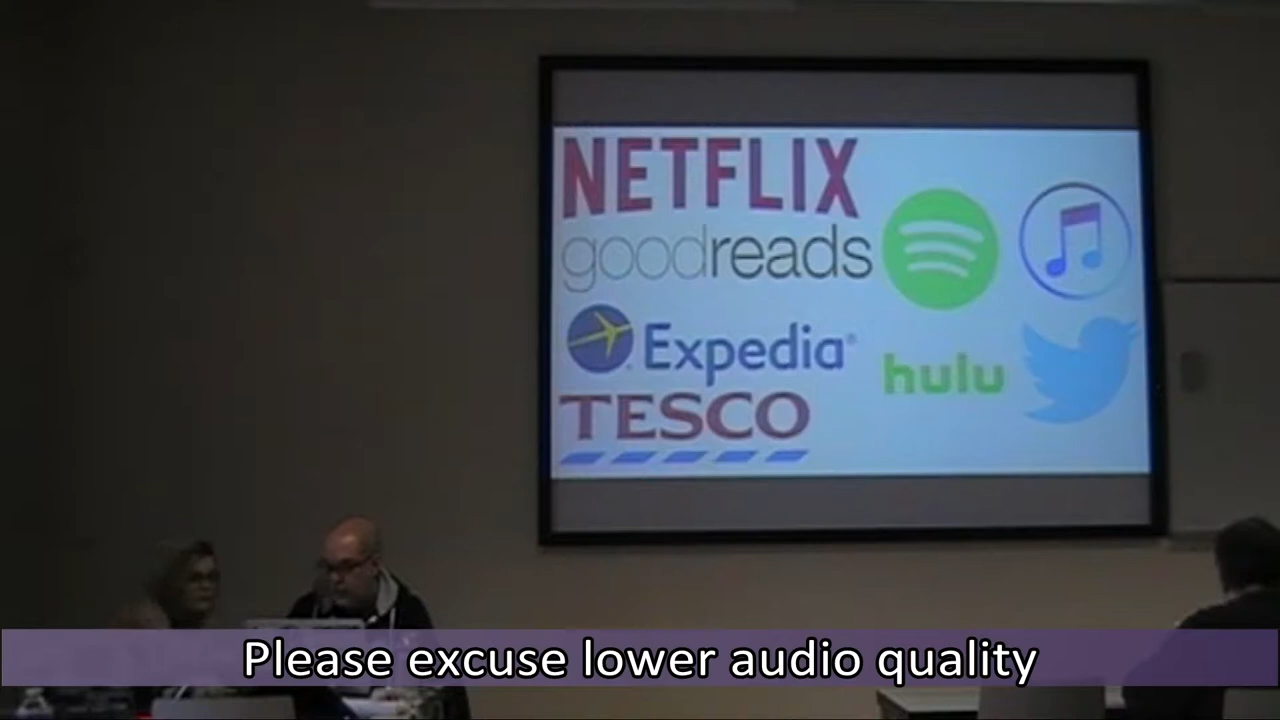 NETFLIX
goodreads
Expedia®
hulu
TESCO
Please excuse lower audio quality